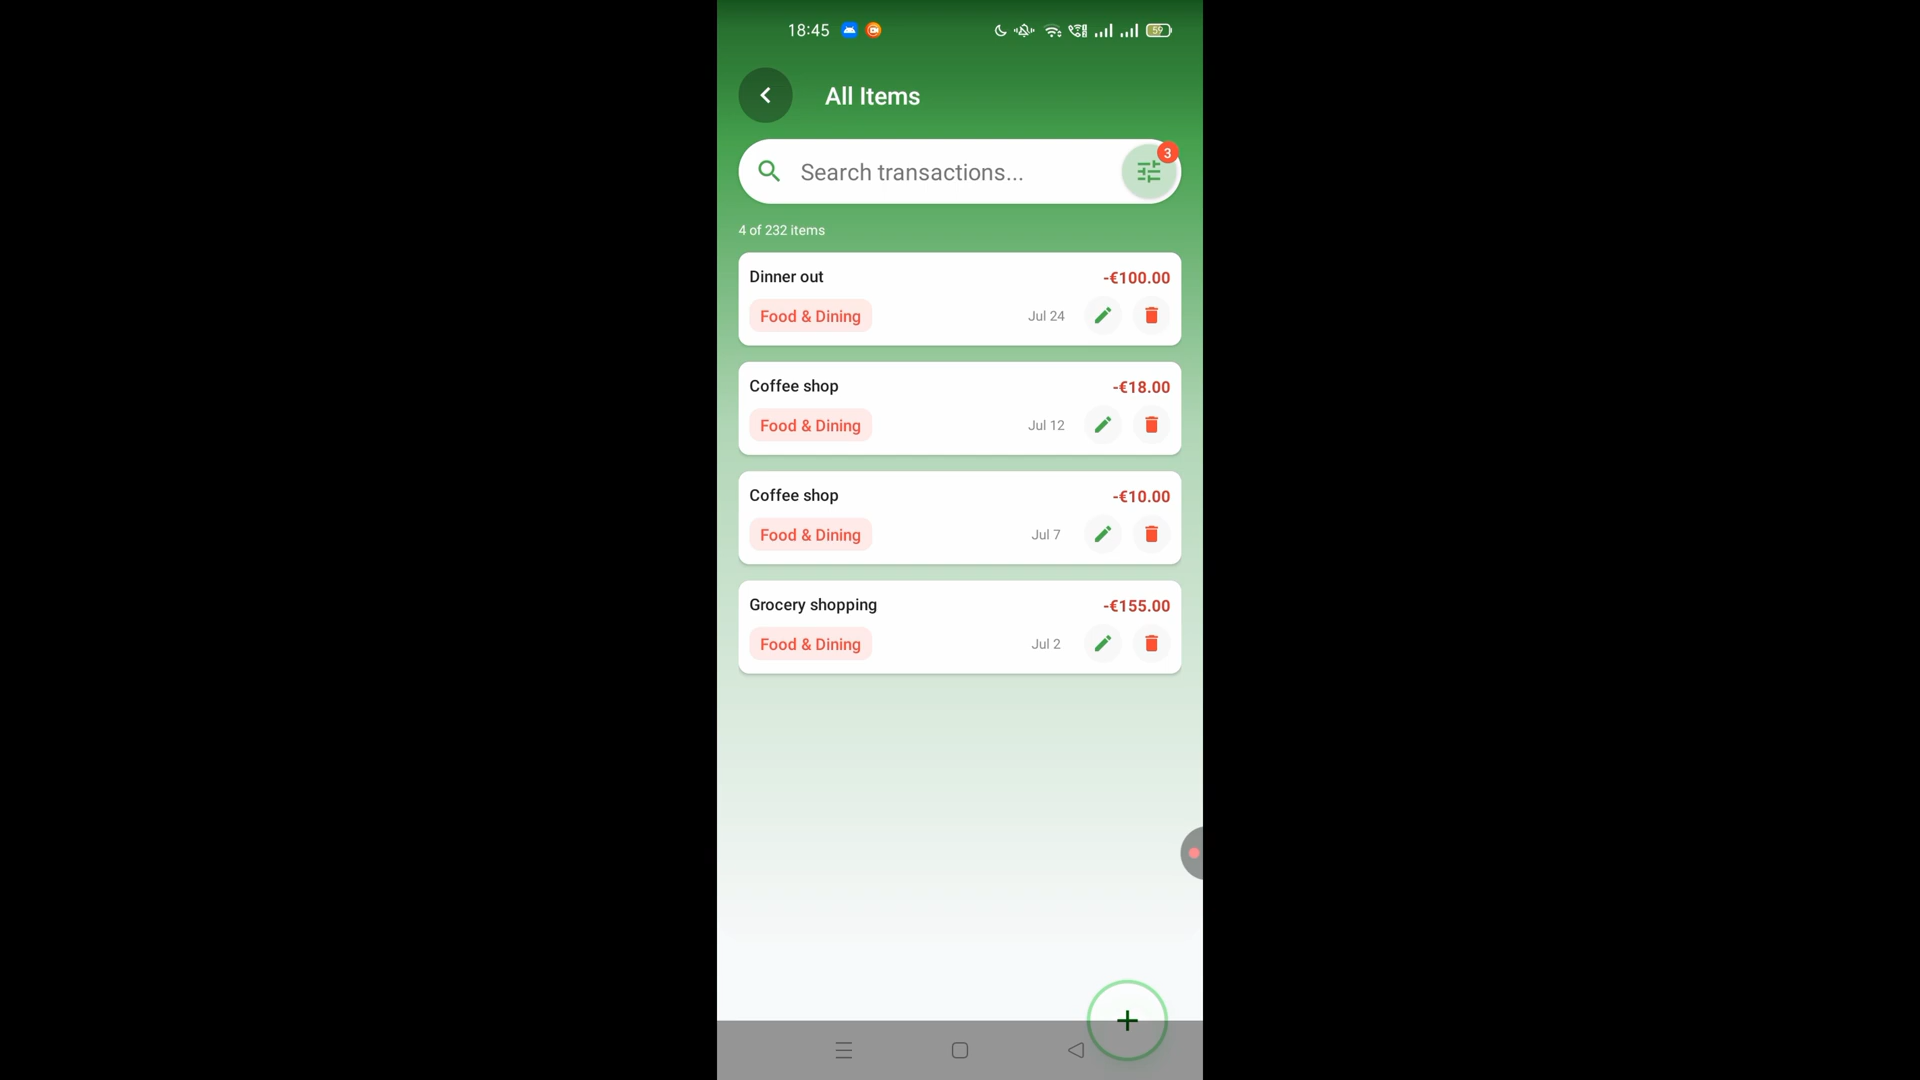 18:45
59
All Items
Search transactions...
3
4 of 232 items
Dinner out
-€100.00
Food & Dining
Jul 24
Coffee shop
-€18.00
Food & Dining
Jul 12
Coffee shop
-€10.00
Food & Dining
Jul 7
Grocery shopping
-€155.00
Food & Dining
Jul 2